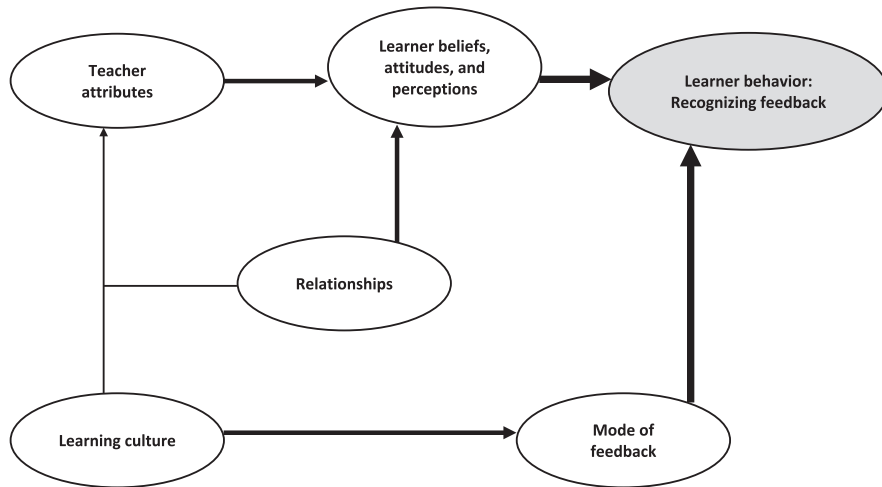 Teacher
attributes
Learner beliefs,
attitudes, and
perceptions
Learner behavior:
Recognizing feedback
Relationships
Learning culture
Mode of
feedback